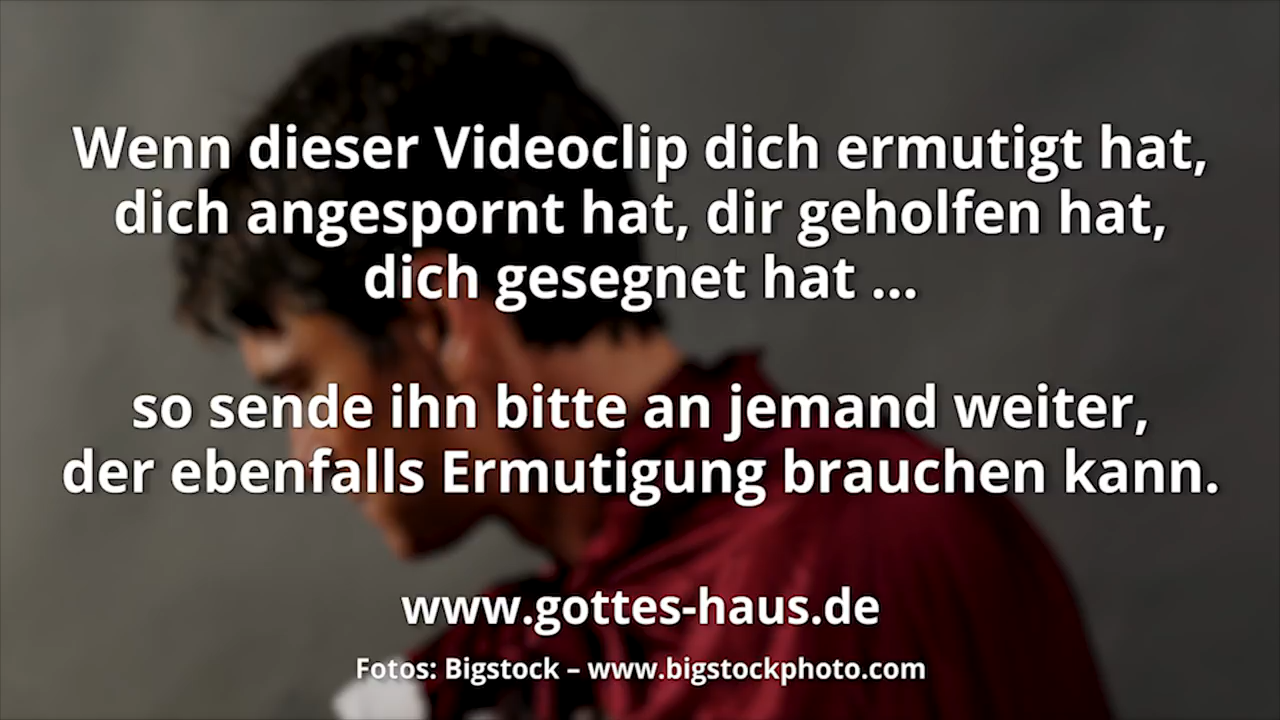 Wenn dieser Videoclip dich ermutigt hat,
dich angespornt hat, dir geholfen hat,
dich gesegnet hat ...
so sende ihn bitte an jemand weiter,
der ebenfalls Ermutigung brauchen kann.
www.gottes-haus.de
Fotos: Bigstock – www.bigstockphoto.com